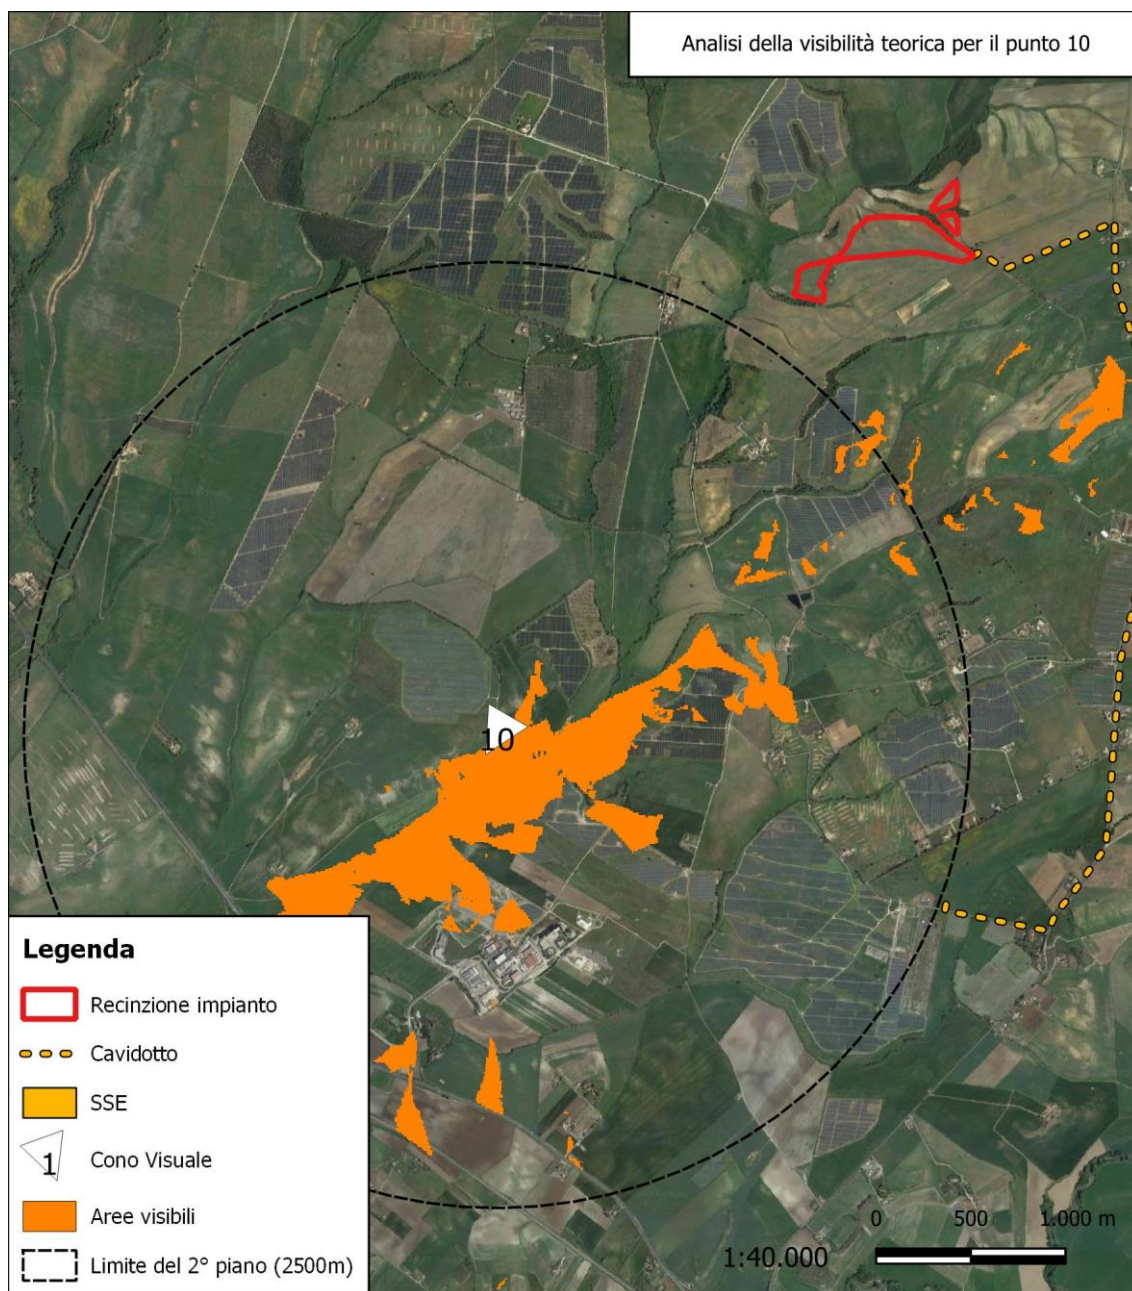 Analisi della visibilità teorica per il punto 10
10
Legenda
Recinzione impianto
Cavidotto
SSE
1
Cono Visuale
Aree visibili
Limite del 2° piano (2500m)
0 500 1.000 m
1:40.000